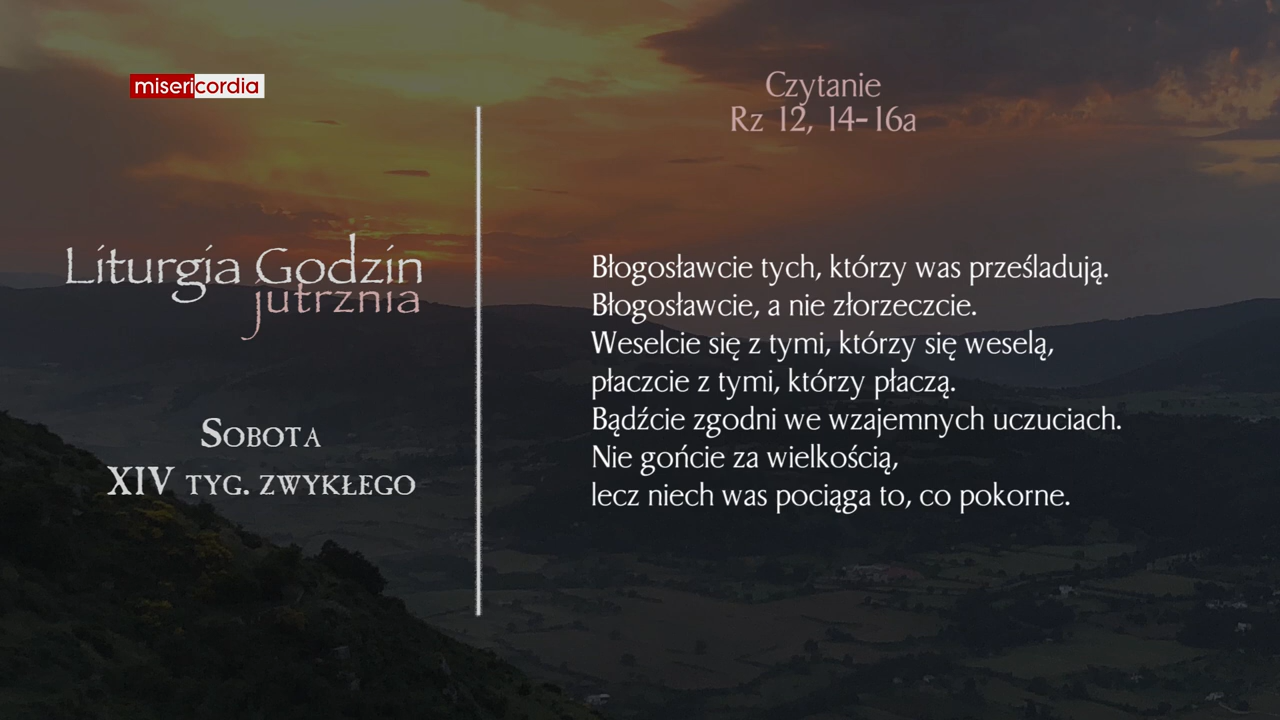 misericordia
Liturgia Godzin
jutrznia
Sobota
XIV tyg. zwykłego
Czytanie
Rz 12, 14-16a
Błogosławcie tych, którzy was prześladują.
Błogosławcie, a nie złorzeczcie.
Weselcie się z tymi, którzy się weselą,
płaczcie z tymi, którzy płaczą.
Bądźcie zgodni we wzajemnych uczuciach.
Nie gońcie za wielkością,
lecz niech was pociąga to, co pokorne.